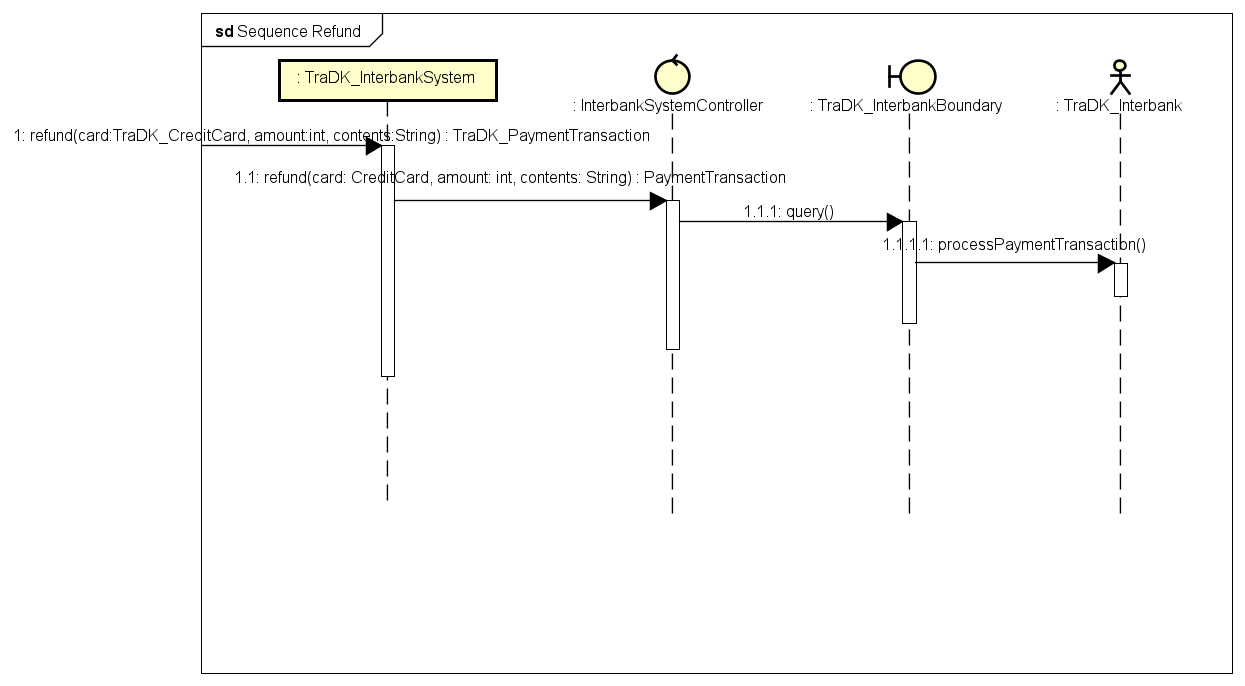 sd Sequence Refund
: TraDK_InterbankSystem
: InterbankSystemController
: TraDK_InterbankBoundary
: TraDK_Interbank
1: refund(card:TraDK_CreditCard, amount:int, contents:String) : TraDK_PaymentTransaction
1.1: refund(card: CreditCard, amount: int, contents: String) : PaymentTransaction
1.1.1: query()
1.1.1.1: processPaymentTransaction()